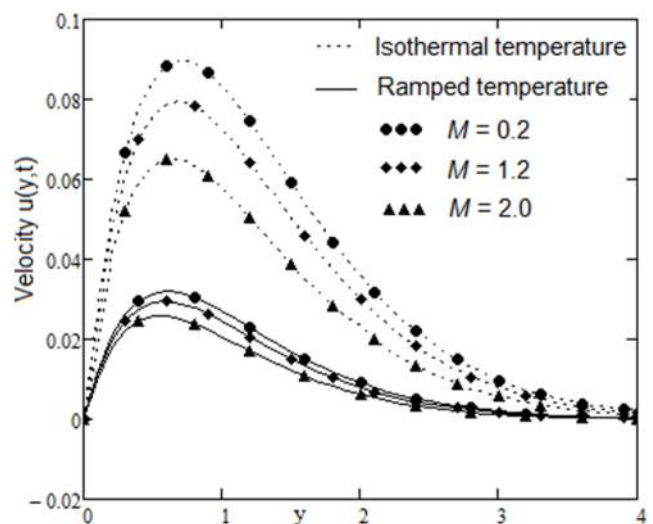 0.1
0.08
0.06
0.04
0.02
0
– 0.02
Velocity u(y,t)
Isothermal temperature
Ramped temperature
M = 0.2
M = 1.2
M = 2.0
0 1 y 2 3 4